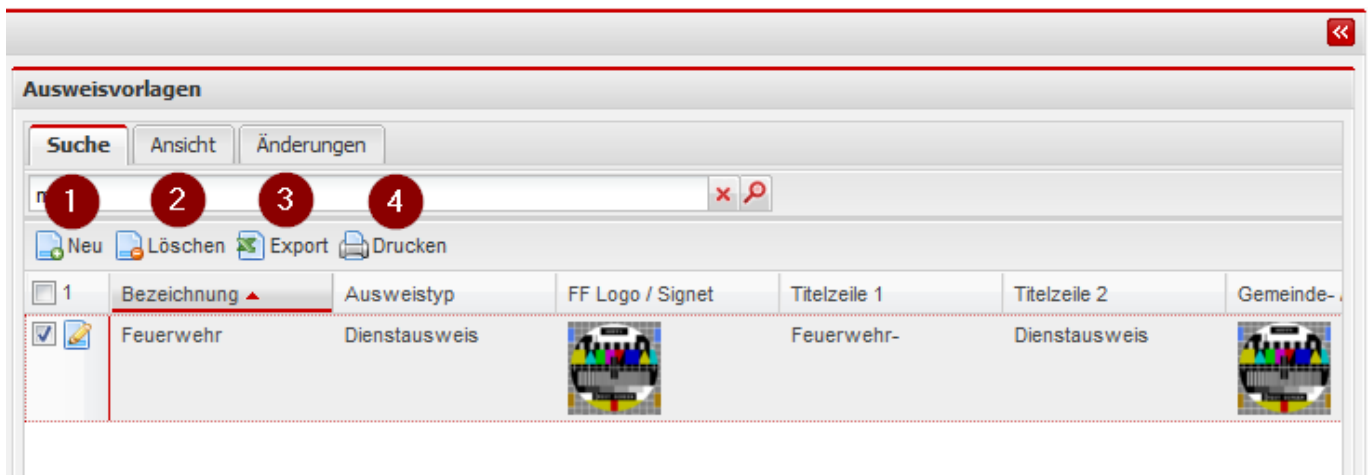 Ausweisvorlagen
Suche Ansicht Änderungen
1 2 3 4
Neu Löschen Export Drucken
1 Bezeichnung Ausweistyp FF Logo / Signet Titelzeile 1 Titelzeile 2 Gemeinde-
Feuerwehr Dienstausweis Feuerwehr- Dienstausweis